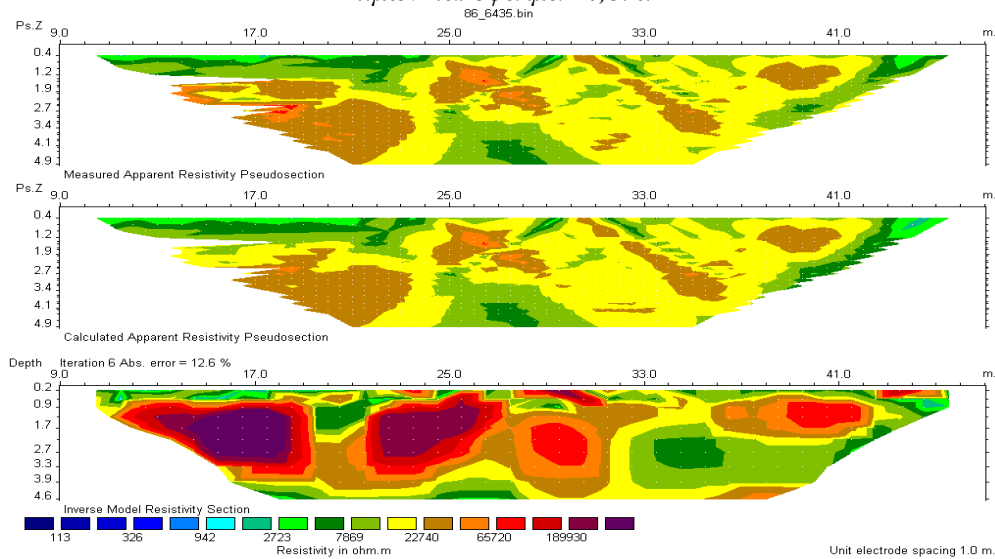 86_6435.bin
Ps.Z
9.0 17.0 25.0 33.0 41.0 m.
0.4
1.2
1.9
2.7
3.4
4.1
4.9
Measured Apparent Resistivity Pseudosection
Ps.Z
9.0 17.0 25.0 33.0 41.0 m.
0.4
1.2
1.9
2.7
3.4
4.1
4.9
Calculated Apparent Resistivity Pseudosection
Depth Iteration 6 Abs. error = 12.6 %
9.0 17.0 25.0 33.0 41.0 m.
0.2
0.9
1.7
2.7
3.3
3.9
4.6
Inverse Model Resistivity Section
113 326 942 2723 7869 22740 65720 189930
Resistivity in ohm.m
Unit electrode spacing 1.0 m.